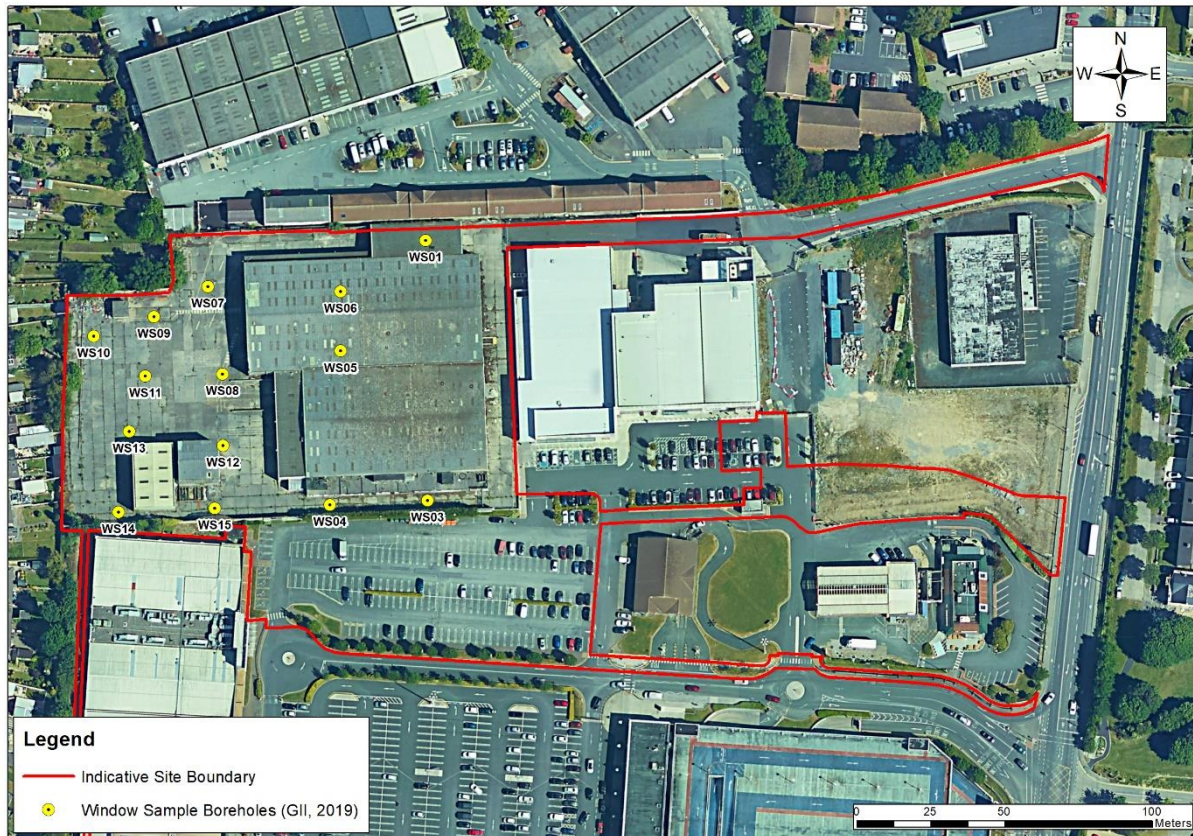 N
W E
S
WS01
WS07
WS06
WS09
WS10
WS05
WS11
WS08
WS13
WS12
WS03
WS04
WS15
WS14
Legend
Indicative Site Boundary
Window Sample Boreholes (GII, 2019)
0 25 50 100
Meters